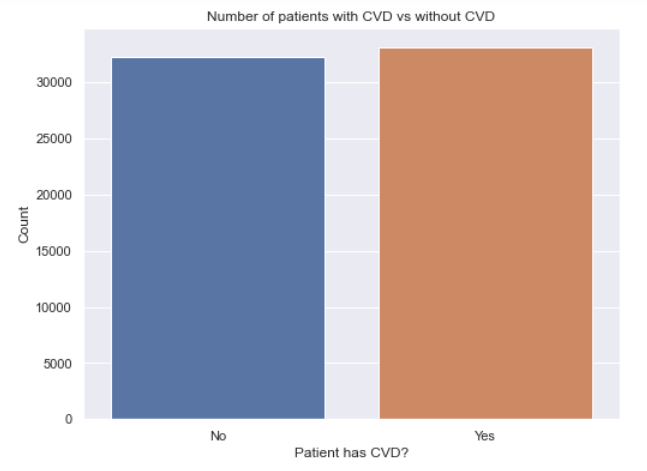 Number of patients with CVD vs without CVD
30000
25000
20000
15000
10000
5000
0
Count
No
Yes
Patient has CVD?